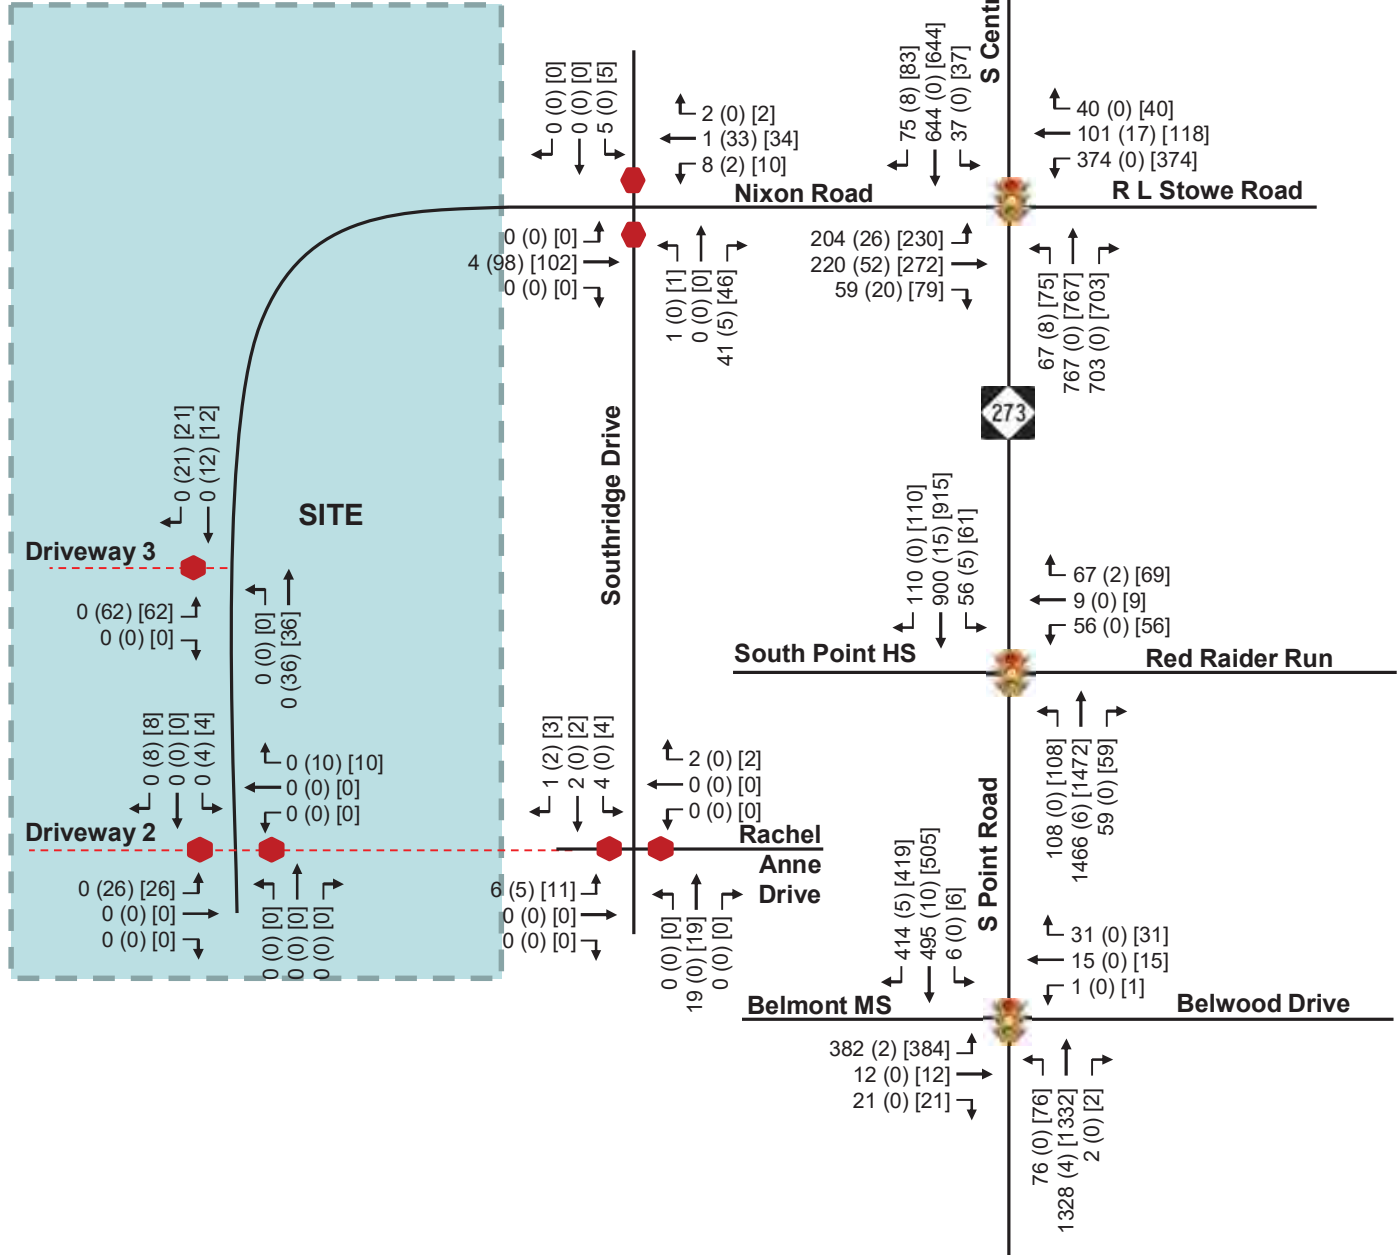 S Centr
75 (8) [83]
644 (0) [644]
37 (0) [37]
40 (0) [40]
101 (17) [118]
374 (0) [374]
0 (0) [0]
0 (0) [0]
5 (0) [5]
2 (0) [2]
1 (33) [34]
8 (2) [10]
Nixon Road
R L Stowe Road
0 (0) [0]
4 (98) [102]
0 (0) [0]
1 (0) [1]
0 (0) [0]
41 (5) [46]
204 (26) [230]
220 (52) [272]
59 (20) [79]
67 (8) [75]
767 (0) [767]
703 (0) [703]
273
0 (21) [21]
0 (12) [12]
SITE
Southridge Drive
Driveway 3
0 (62) [62]
0 (0) [0]
0 (0) [0]
0 (36) [36]
110 (0) [110]
900 (15) [915]
56 (5) [61]
67 (2) [69]
9 (0) [9]
56 (0) [56]
South Point HS
Red Raider Run
108 (0) [108]
1466 (6) [1472]
59 (0) [59]
0 (8) [8]
0 (0) [0]
0 (4) [4]
0 (10) [10]
0 (0) [0]
0 (0) [0]
Driveway 2
0 (26) [26]
0 (0) [0]
0 (0) [0]
0 (0) [0]
0 (0) [0]
0 (0) [0]
1 (2) [3]
2 (0) [2]
4 (0) [4]
2 (0) [2]
0 (0) [0]
0 (0) [0]
Rachel
Anne
Drive
6 (5) [11]
0 (0) [0]
0 (0) [0]
0 (0) [0]
19 (0) [19]
0 (0) [0]
S Point Road
414 (5) [419]
495 (10) [505]
6 (0) [6]
31 (0) [31]
15 (0) [15]
1 (0) [1]
Belmont MS
Belwood Drive
382 (2) [384]
12 (0) [12]
21 (0) [21]
76 (0) [76]
1328 (4) [1332]
2 (0) [2]